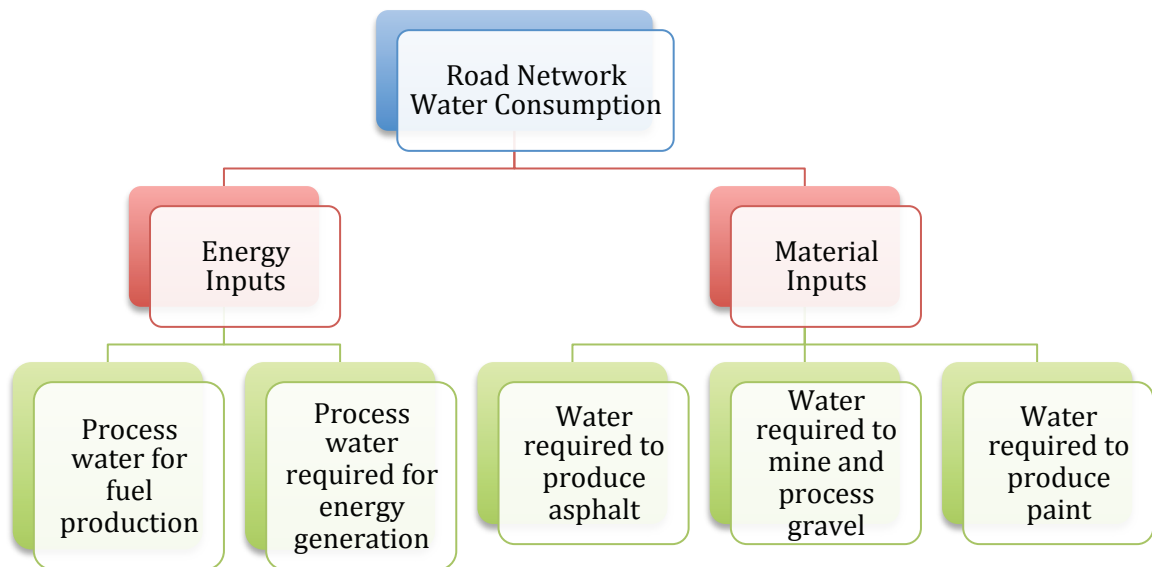 Road Network
Water Consumption
Energy
Inputs
Material
Inputs
Process
water for
fuel
production
Process
water
required for
energy
generation
Water
required to
produce
asphalt
Water
required to
mine and
process
gravel
Water
required to
produce
paint